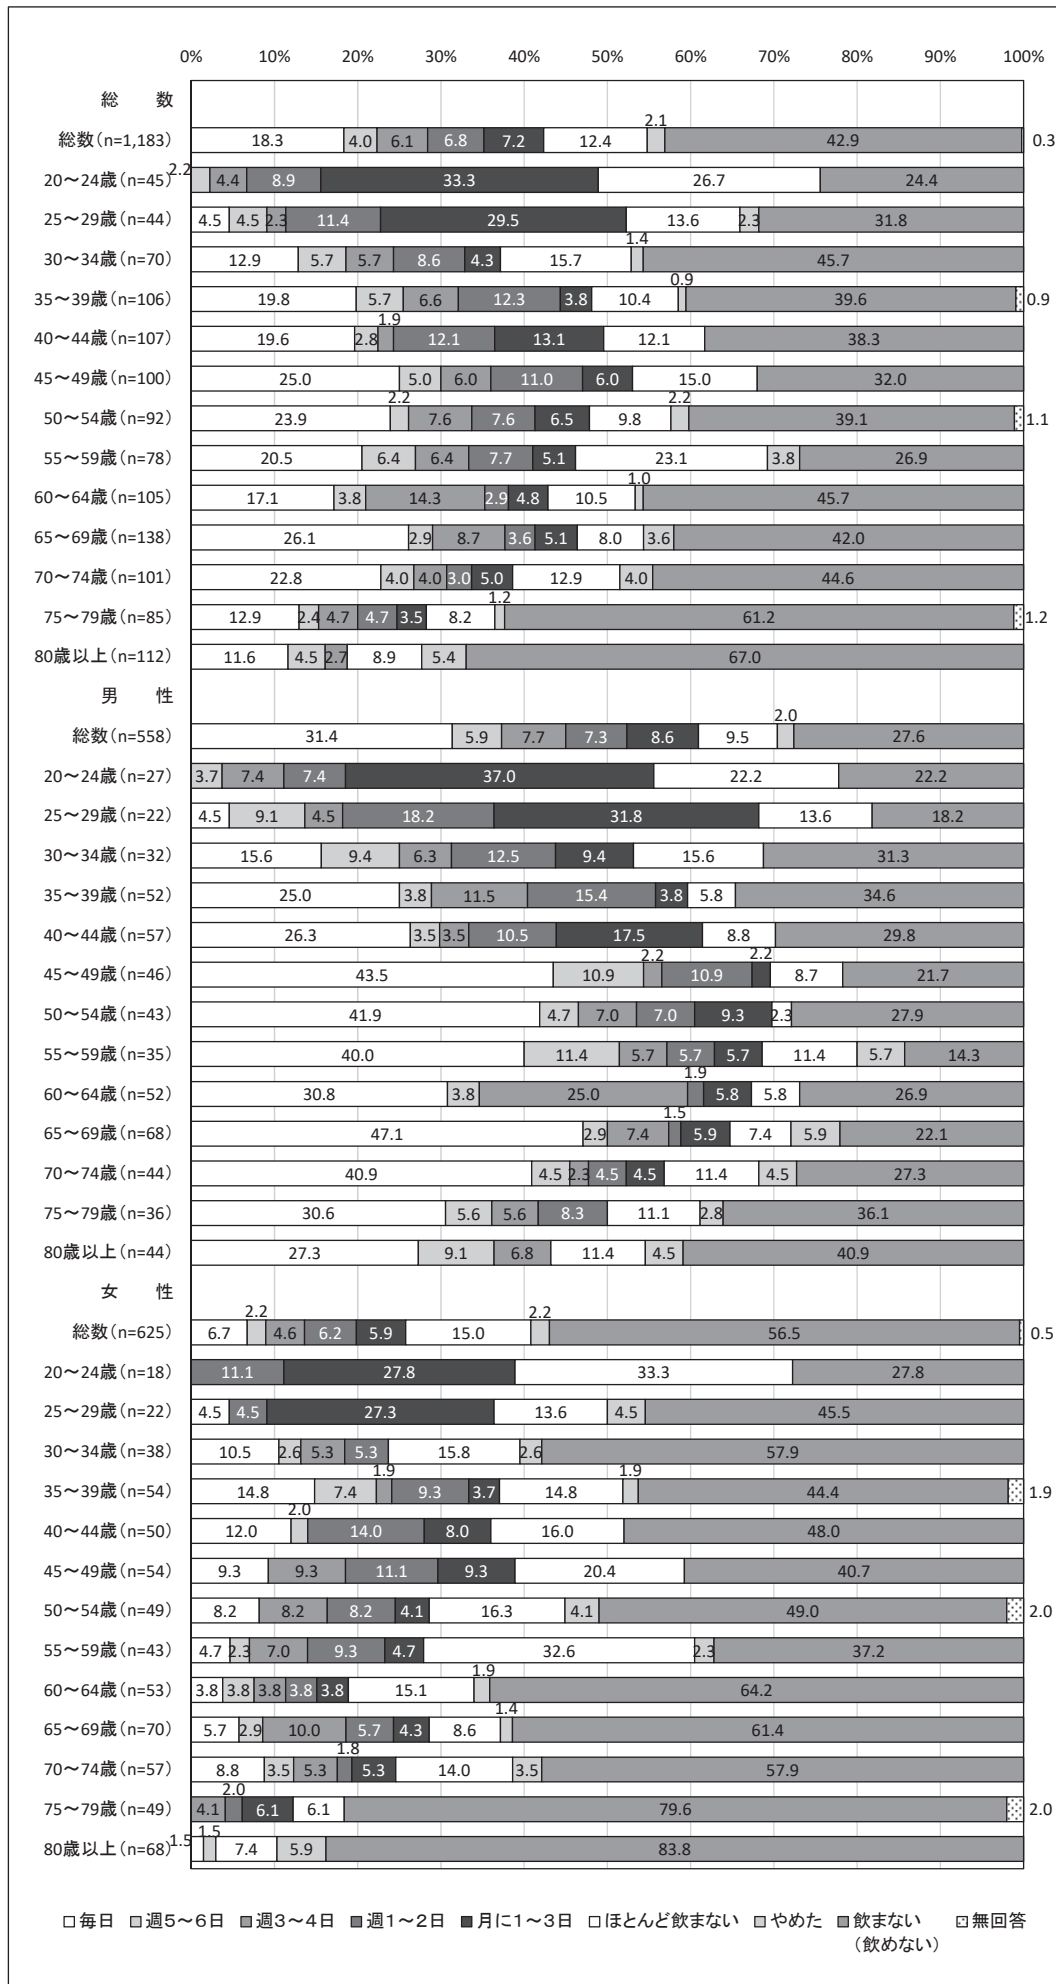 0% 10% 20% 30% 40% 50% 60% 70% 80% 90% 100%
総　数
総数(n=1,183) 18.3 4.0 6.1 6.8 7.2 12.4 2.1 42.9 0.3
20～24歳(n=45) 2.2 4.4 8.9 33.3 26.7 24.4
25～29歳(n=44) 4.5 4.5 2.3 11.4 29.5 13.6 2.3 31.8
30～34歳(n=70) 12.9 5.7 5.7 8.6 4.3 15.7 1.4 45.7
35～39歳(n=106) 19.8 5.7 6.6 12.3 3.8 10.4 0.9 39.6 0.9
40～44歳(n=107) 19.6 2.8 1.9 12.1 13.1 12.1 38.3
45～49歳(n=100) 25.0 5.0 6.0 11.0 6.0 15.0 32.0
50～54歳(n=92) 23.9 2.2 7.6 7.6 6.5 9.8 2.2 39.1 1.1
55～59歳(n=78) 20.5 6.4 6.4 7.7 5.1 23.1 3.8 26.9
60～64歳(n=105) 17.1 3.8 14.3 2.9 4.8 10.5 1.0 45.7
65～69歳(n=138) 26.1 2.9 8.7 3.6 5.1 8.0 3.6 42.0
70～74歳(n=101) 22.8 4.0 4.0 3.0 5.0 12.9 4.0 44.6
75～79歳(n=85) 12.9 2.4 4.7 4.7 3.5 8.2 1.2 61.2 1.2
80歳以上(n=112) 11.6 4.5 2.7 8.9 5.4 67.0
男　性
総数(n=558) 31.4 5.9 7.7 7.3 8.6 9.5 2.0 27.6
20～24歳(n=27) 3.7 7.4 7.4 37.0 22.2 22.2
25～29歳(n=22) 4.5 9.1 4.5 18.2 31.8 13.6 18.2
30～34歳(n=32) 15.6 9.4 6.3 12.5 9.4 15.6 31.3
35～39歳(n=52) 25.0 3.8 11.5 15.4 3.8 5.8 34.6
40～44歳(n=57) 26.3 3.5 3.5 10.5 17.5 8.8 29.8
45～49歳(n=46) 43.5 10.9 2.2 10.9 2.2 8.7 21.7
50～54歳(n=43) 41.9 4.7 7.0 7.0 9.3 2.3 27.9
55～59歳(n=35) 40.0 11.4 5.7 5.7 5.7 11.4 5.7 14.3
60～64歳(n=52) 30.8 3.8 25.0 1.9 5.8 5.8 26.9
65～69歳(n=68) 47.1 2.9 7.4 1.5 5.9 7.4 5.9 22.1
70～74歳(n=44) 40.9 4.5 2.3 4.5 4.5 11.4 4.5 27.3
75～79歳(n=36) 30.6 5.6 5.6 8.3 11.1 2.8 36.1
80歳以上(n=44) 27.3 9.1 6.8 11.4 4.5 40.9
女　性
総数(n=625) 6.7 2.2 4.6 6.2 5.9 15.0 2.2 56.5 0.5
20～24歳(n=18) 11.1 27.8 33.3 27.8
25～29歳(n=22) 4.5 4.5 27.3 13.6 4.5 45.5
30～34歳(n=38) 10.5 2.6 5.3 5.3 15.8 2.6 57.9
35～39歳(n=54) 14.8 7.4 1.9 9.3 3.7 14.8 1.9 44.4 1.9
40～44歳(n=50) 12.0 2.0 14.0 8.0 16.0 48.0
45～49歳(n=54) 9.3 9.3 11.1 9.3 20.4 40.7
50～54歳(n=49) 8.2 8.2 8.2 4.1 16.3 4.1 49.0 2.0
55～59歳(n=43) 4.7 2.3 7.0 9.3 4.7 32.6 2.3 37.2
60～64歳(n=53) 3.8 3.8 3.8 3.8 3.8 15.1 1.9 64.2
65～69歳(n=70) 5.7 2.9 10.0 5.7 4.3 8.6 1.4 61.4
70～74歳(n=57) 8.8 3.5 5.3 1.8 5.3 14.0 3.5 57.9
75～79歳(n=49) 4.1 2.0 6.1 6.1 79.6 2.0
80歳以上(n=68) 1.5 1.5 7.4 5.9 83.8
毎日 週5～6日 週3～4日 週1～2日 月に1～3日 ほとんど飲まない やめた 飲まない 無回答
(飲めない)